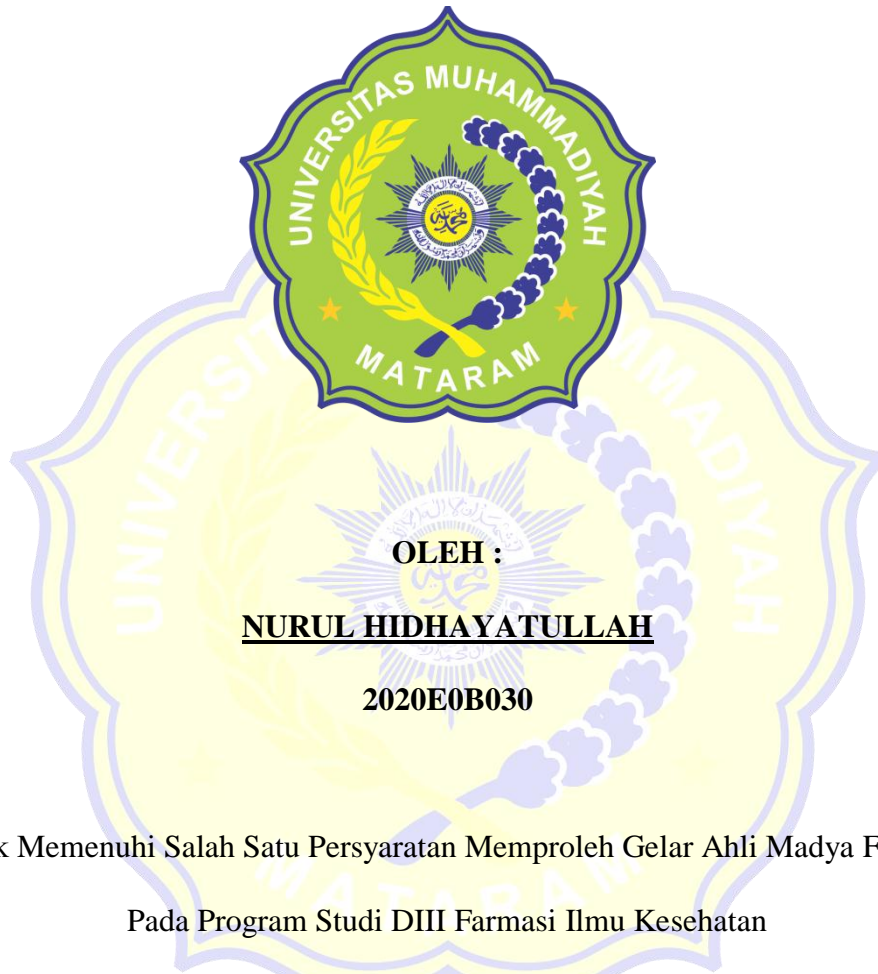 UNIVERSITAS MUHAMMADIYAH
MATARAM
OLEH :
NURUL HIDHAYATULLAH
2020E0B030
k Memenuhi Salah Satu Persyaratan Memproleh Gelar Ahli Madya F
Pada Program Studi DIII Farmasi Ilmu Kesehatan